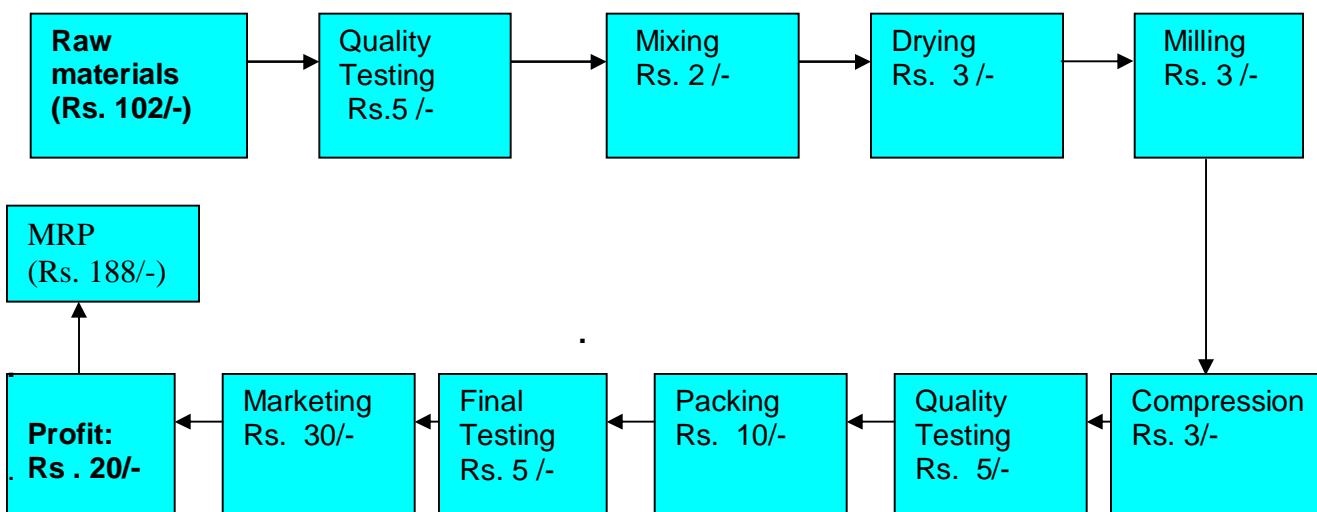 Raw
materials
(Rs. 102/-)
Quality
Testing
Rs.5 /-
Mixing
Rs. 2 /-
Drying
Rs. 3 /-
Milling
Rs. 3 /-
Compression
Rs. 3/-
Quality
Testing
Rs. 5/-
Packing
Rs. 10/-
Final
Testing
Rs. 5 /-
Marketing
Rs. 30/-
Profit:
Rs . 20/-
MRP
(Rs. 188/-)